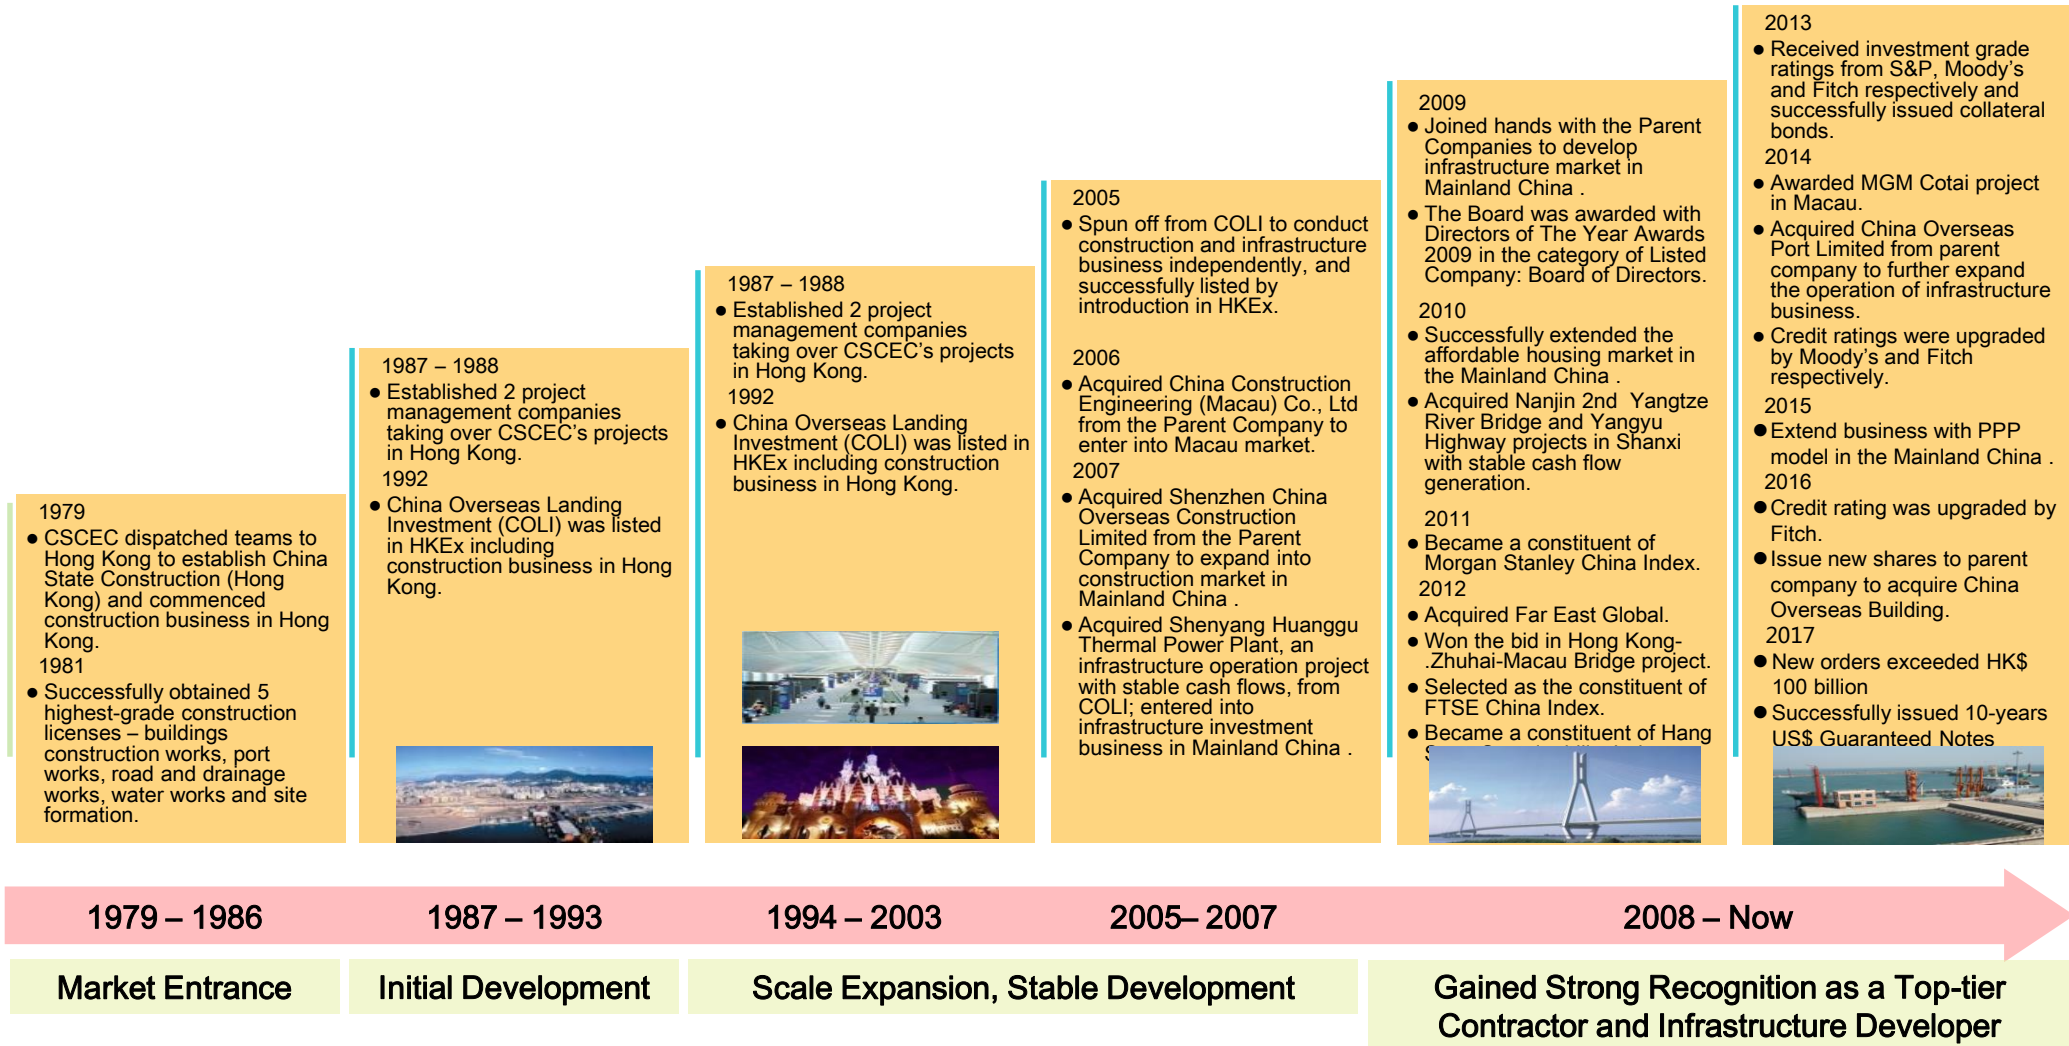 1979
● CSCEC dispatched teams to
Hong Kong to establish China
State Construction (Hong
Kong) and commenced
construction business in Hong
Kong.
1981
● Successfully obtained 5
highest-grade construction
licenses – buildings
construction works, port
works, road and drainage
works, water works and site
formation.
1987 – 1988
● Established 2 project
management companies
taking over CSCEC's projects
in Hong Kong.
1992
● China Overseas Landing
Investment (COLI) was listed
in HKEx including
construction business in Hong
Kong.
1987 – 1988
● Established 2 project
management companies
taking over CSCEC's projects
in Hong Kong.
1992
● China Overseas Landing
Investment (COLI) was listed in
HKEx including construction
business in Hong Kong.
2005
● Spun off from COLI to conduct
construction and infrastructure
business independently, and
successfully listed by
introduction in HKEx.
2006
● Acquired China Construction
Engineering (Macau) Co., Ltd
from the Parent Company to
enter into Macau market.
2007
● Acquired Shenzhen China
Overseas Construction
Limited from the Parent
Company to expand into
construction market in
Mainland China .
● Acquired Shenyang Huanggu
Thermal Power Plant, an
infrastructure operation project
with stable cash flows, from
COLI; entered into
infrastructure investment
business in Mainland China .
2009
● Joined hands with the Parent
Companies to develop
infrastructure market in
Mainland China .
● The Board was awarded with
Directors of The Year Awards
2009 in the category of Listed
Company: Board of Directors.
2010
● Successfully extended the
affordable housing market in
the Mainland China .
● Acquired Nanjin 2nd Yangtze
River Bridge and Yangyu
Highway projects in Shanxi
with stable cash flow
generation.
2011
● Became a constituent of
Morgan Stanley China Index.
2012
● Acquired Far East Global.
● Won the bid in Hong Kong-
.Zhuhai-Macau Bridge project.
● Selected as the constituent of
FTSE China Index.
● Became a constituent of Hang
2013
● Received investment grade
ratings from S&P, Moody's
and Fitch respectively and
successfully issued collateral
bonds.
2014
● Awarded MGM Cotai project
in Macau.
● Acquired China Overseas
Port Limited from parent
company to further expand
the operation of infrastructure
business.
● Credit ratings were upgraded
by Moody's and Fitch
respectively.
2015
● Extend business with PPP
model in the Mainland China .
2016
● Credit rating was upgraded by
Fitch.
● Issue new shares to parent
company to acquire China
Overseas Building.
2017
● New orders exceeded HK$
100 billion
● Successfully issued 10-years
US$ Guaranteed Notes
1979 – 1986
1987 – 1993
1994 – 2003
2005– 2007
2008 – Now
Market Entrance
Initial Development
Scale Expansion, Stable Development
Gained Strong Recognition as a Top-tier
Contractor and Infrastructure Developer